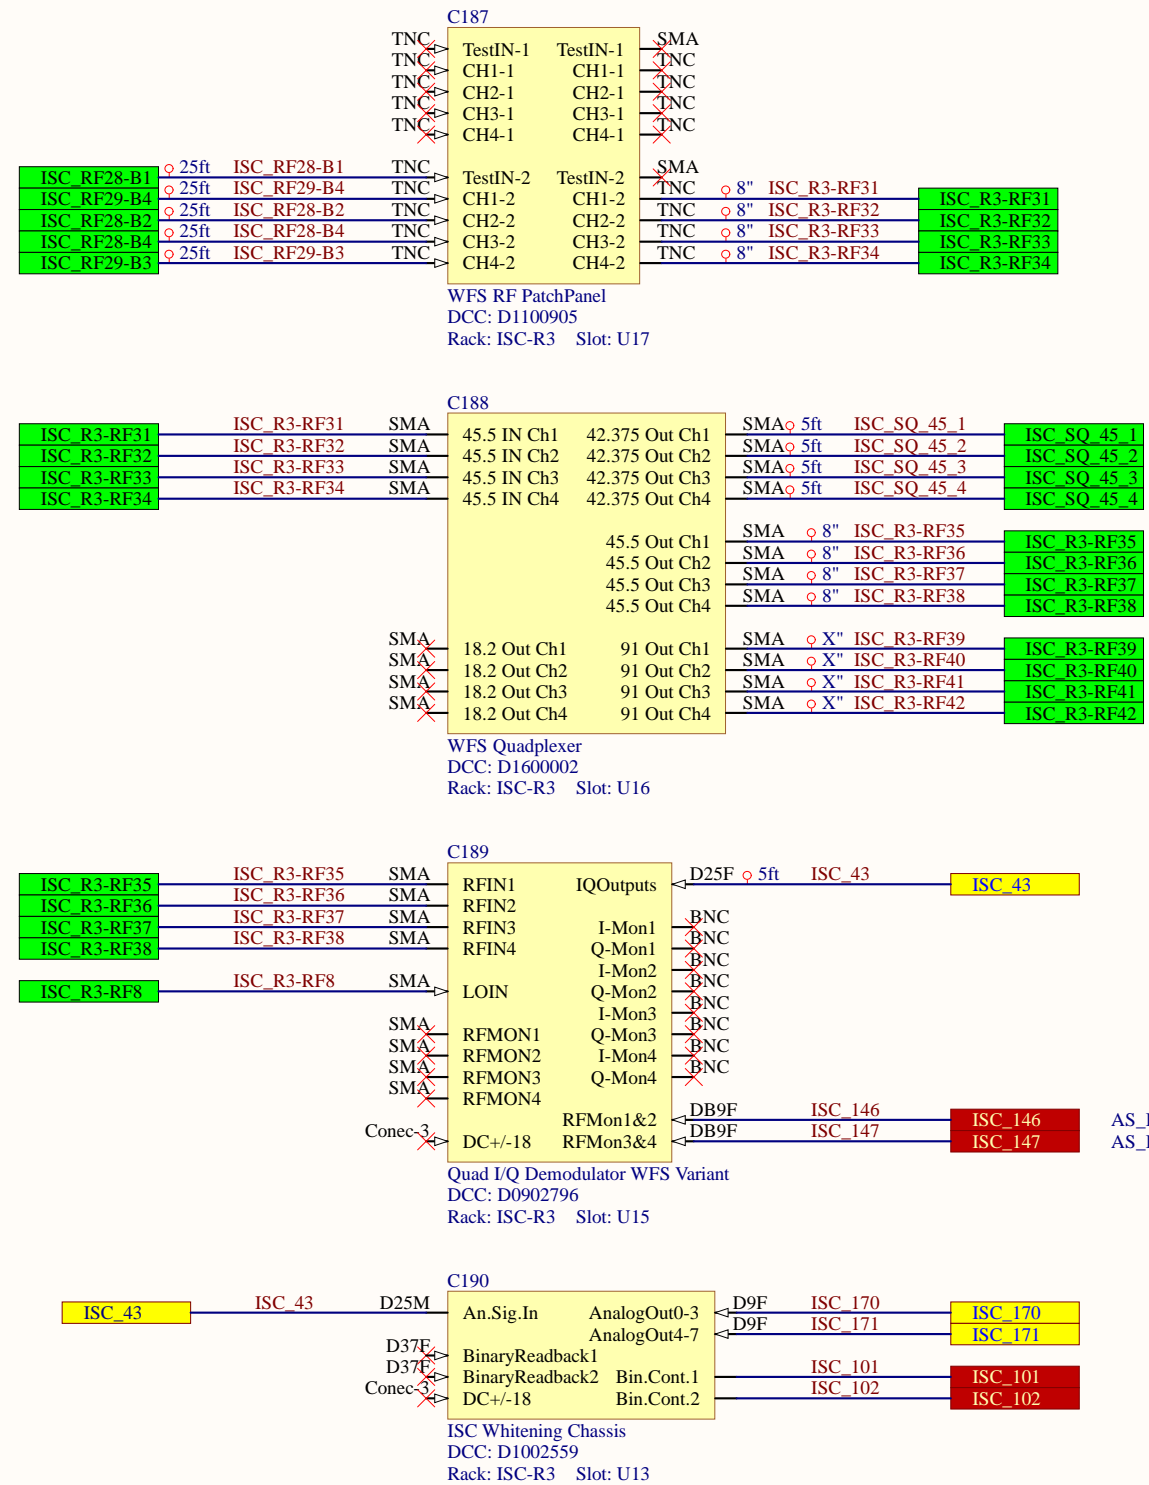 C187
TNC TestIN-1 TestIN-1 SMA
TNC CH1-1 CH1-1 TNC
TNC CH2-1 CH2-1 TNC
TNC CH3-1 CH3-1 TNC
TNC CH4-1 CH4-1 TNC
ISC_RF28-B1 25ft ISC_RF28-B1 TNC TestIN-2 TestIN-2 SMA
ISC_RF29-B4 25ft ISC_RF29-B4 TNC CH1-2 CH1-2 TNC 8" ISC_R3-RF31 ISC_R3-RF31
ISC_RF28-B2 25ft ISC_RF28-B2 TNC CH2-2 CH2-2 TNC 8" ISC_R3-RF32 ISC_R3-RF32
ISC_RF28-B4 25ft ISC_RF28-B4 TNC CH3-2 CH3-2 TNC 8" ISC_R3-RF33 ISC_R3-RF33
ISC_RF29-B3 25ft ISC_RF29-B3 TNC CH4-2 CH4-2 TNC 8" ISC_R3-RF34 ISC_R3-RF34
WFS RF PatchPanel
DCC: D1100905
Rack: ISC-R3 Slot: U17
C188
ISC_R3-RF31 ISC_R3-RF31 SMA 45.5 IN Ch1 42.375 Out Ch1 SMA 5ft ISC_SQ_45_1 ISC_SQ_45_1
ISC_R3-RF32 ISC_R3-RF32 SMA 45.5 IN Ch2 42.375 Out Ch2 SMA 5ft ISC_SQ_45_2 ISC_SQ_45_2
ISC_R3-RF33 ISC_R3-RF33 SMA 45.5 IN Ch3 42.375 Out Ch3 SMA 5ft ISC_SQ_45_3 ISC_SQ_45_3
ISC_R3-RF34 ISC_R3-RF34 SMA 45.5 IN Ch4 42.375 Out Ch4 SMA 5ft ISC_SQ_45_4 ISC_SQ_45_4
45.5 Out Ch1 SMA 8" ISC_R3-RF35 ISC_R3-RF35
45.5 Out Ch2 SMA 8" ISC_R3-RF36 ISC_R3-RF36
45.5 Out Ch3 SMA 8" ISC_R3-RF37 ISC_R3-RF37
45.5 Out Ch4 SMA 8" ISC_R3-RF38 ISC_R3-RF38
SMA 18.2 Out Ch1 91 Out Ch1 SMA X" ISC_R3-RF39 ISC_R3-RF39
SMA 18.2 Out Ch2 91 Out Ch2 SMA X" ISC_R3-RF40 ISC_R3-RF40
SMA 18.2 Out Ch3 91 Out Ch3 SMA X" ISC_R3-RF41 ISC_R3-RF41
SMA 18.2 Out Ch4 91 Out Ch4 SMA X" ISC_R3-RF42 ISC_R3-RF42
WFS Quadplexer
DCC: D1600002
Rack: ISC-R3 Slot: U16
C189
ISC_R3-RF35 ISC_R3-RF35 SMA RFIN1 IQOutputs D25F 5ft ISC_43 ISC_43
ISC_R3-RF36 ISC_R3-RF36 SMA RFIN2
ISC_R3-RF37 ISC_R3-RF37 SMA RFIN3 I-Mon1 BNC
ISC_R3-RF38 ISC_R3-RF38 SMA RFIN4 Q-Mon1 BNC
I-Mon2 BNC
ISC_R3-RF8 ISC_R3-RF8 SMA LOIN Q-Mon2 BNC
I-Mon3 BNC
SMA RFMON1 Q-Mon3 BNC
SMA RFMON2 I-Mon4 BNC
SMA RFMON3 Q-Mon4 BNC
SMA RFMON4
RFMon1&2 DB9F ISC_146 ISC_146 AS_
Conec-3 DC+/-18 RFMon3&4 DB9F ISC_147 ISC_147 AS_
Quad I/Q Demodulator WFS Variant
DCC: D0902796
Rack: ISC-R3 Slot: U15
C190
ISC_43 ISC_43 D25M An.Sig.In AnalogOut0-3 D9F ISC_170 ISC_170
AnalogOut4-7 D9F ISC_171 ISC_171
D37F BinaryReadback1
D37F BinaryReadback2 Bin.Cont.1 ISC_101 ISC_101
Conec-3 DC+/-18 Bin.Cont.2 ISC_102 ISC_102
ISC Whitening Chassis
DCC: D1002559
Rack: ISC-R3 Slot: U13